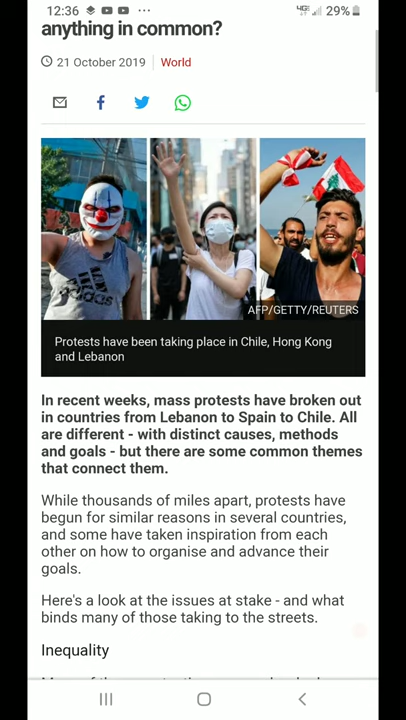 12:36
4G 29%
anything in common?
21 October 2019 World
adidas
AFP/GETTY/REUTERS
Protests have been taking place in Chile, Hong Kong
and Lebanon
In recent weeks, mass protests have broken out
in countries from Lebanon to Spain to Chile. All
are different - with distinct causes, methods
and goals - but there are some common themes
that connect them.
While thousands of miles apart, protests have
begun for similar reasons in several countries,
and some have taken inspiration from each
other on how to organise and advance their
goals.
Here's a look at the issues at stake - and what
binds many of those taking to the streets.
Inequality